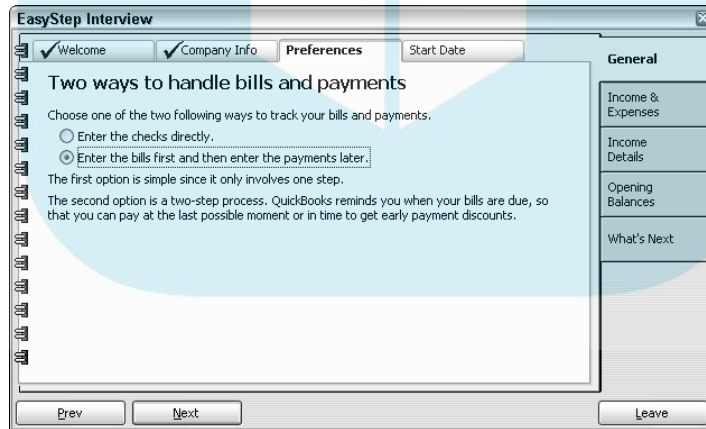 EasyStep Interview
Welcome
Company Info
Preferences
Start Date
Two ways to handle bills and payments
Choose one of the two following ways to track your bills and payments.
Enter the checks directly.
Enter the bills first and then enter the payments later.
The first option is simple since it only involves one step.
The second option is a two-step process. QuickBooks reminds you when your bills are due, so
that you can pay at the last possible moment or in time to get early payment discounts.
General
Income &
Expenses
Income
Details
Opening
Balances
What's Next
Prev
Next
Leave